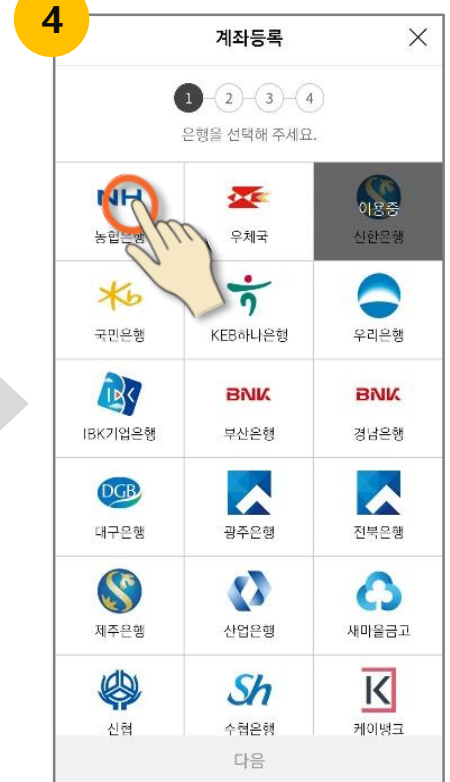 4
계좌등록
1 2 3 4
은행을 선택해 주세요.
NH
이용중
농협은행 우체국 신한은행
국민은행 KEB하나은행 우리은행
BNK BNK
IBK기업은행 부산은행 경남은행
DGB
대구은행 광주은행 전북은행
제주은행 산업은행 새마을금고
Sh K
신협 수협은행 케이뱅크
다음